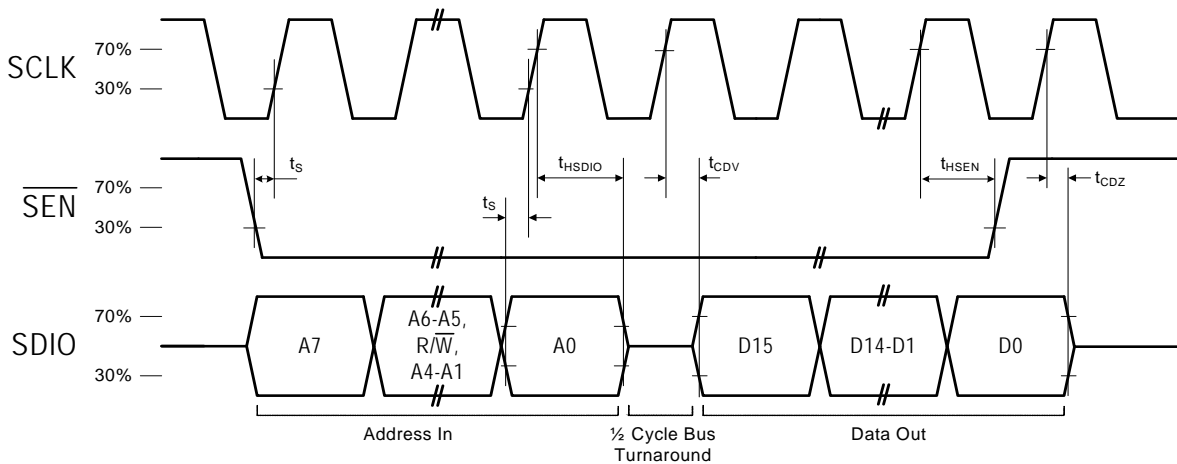 SCLK
70%
30%
tS
tHSDIO
tCDV
tHSEN
tCDZ
SEN
70%
30%
tS
SDIO
70%
30%
A7
A6-A5,
R/W,
A4-A1
A0
D15
D14-D1
D0
Address In
½ Cycle Bus
Turnaround
Data Out